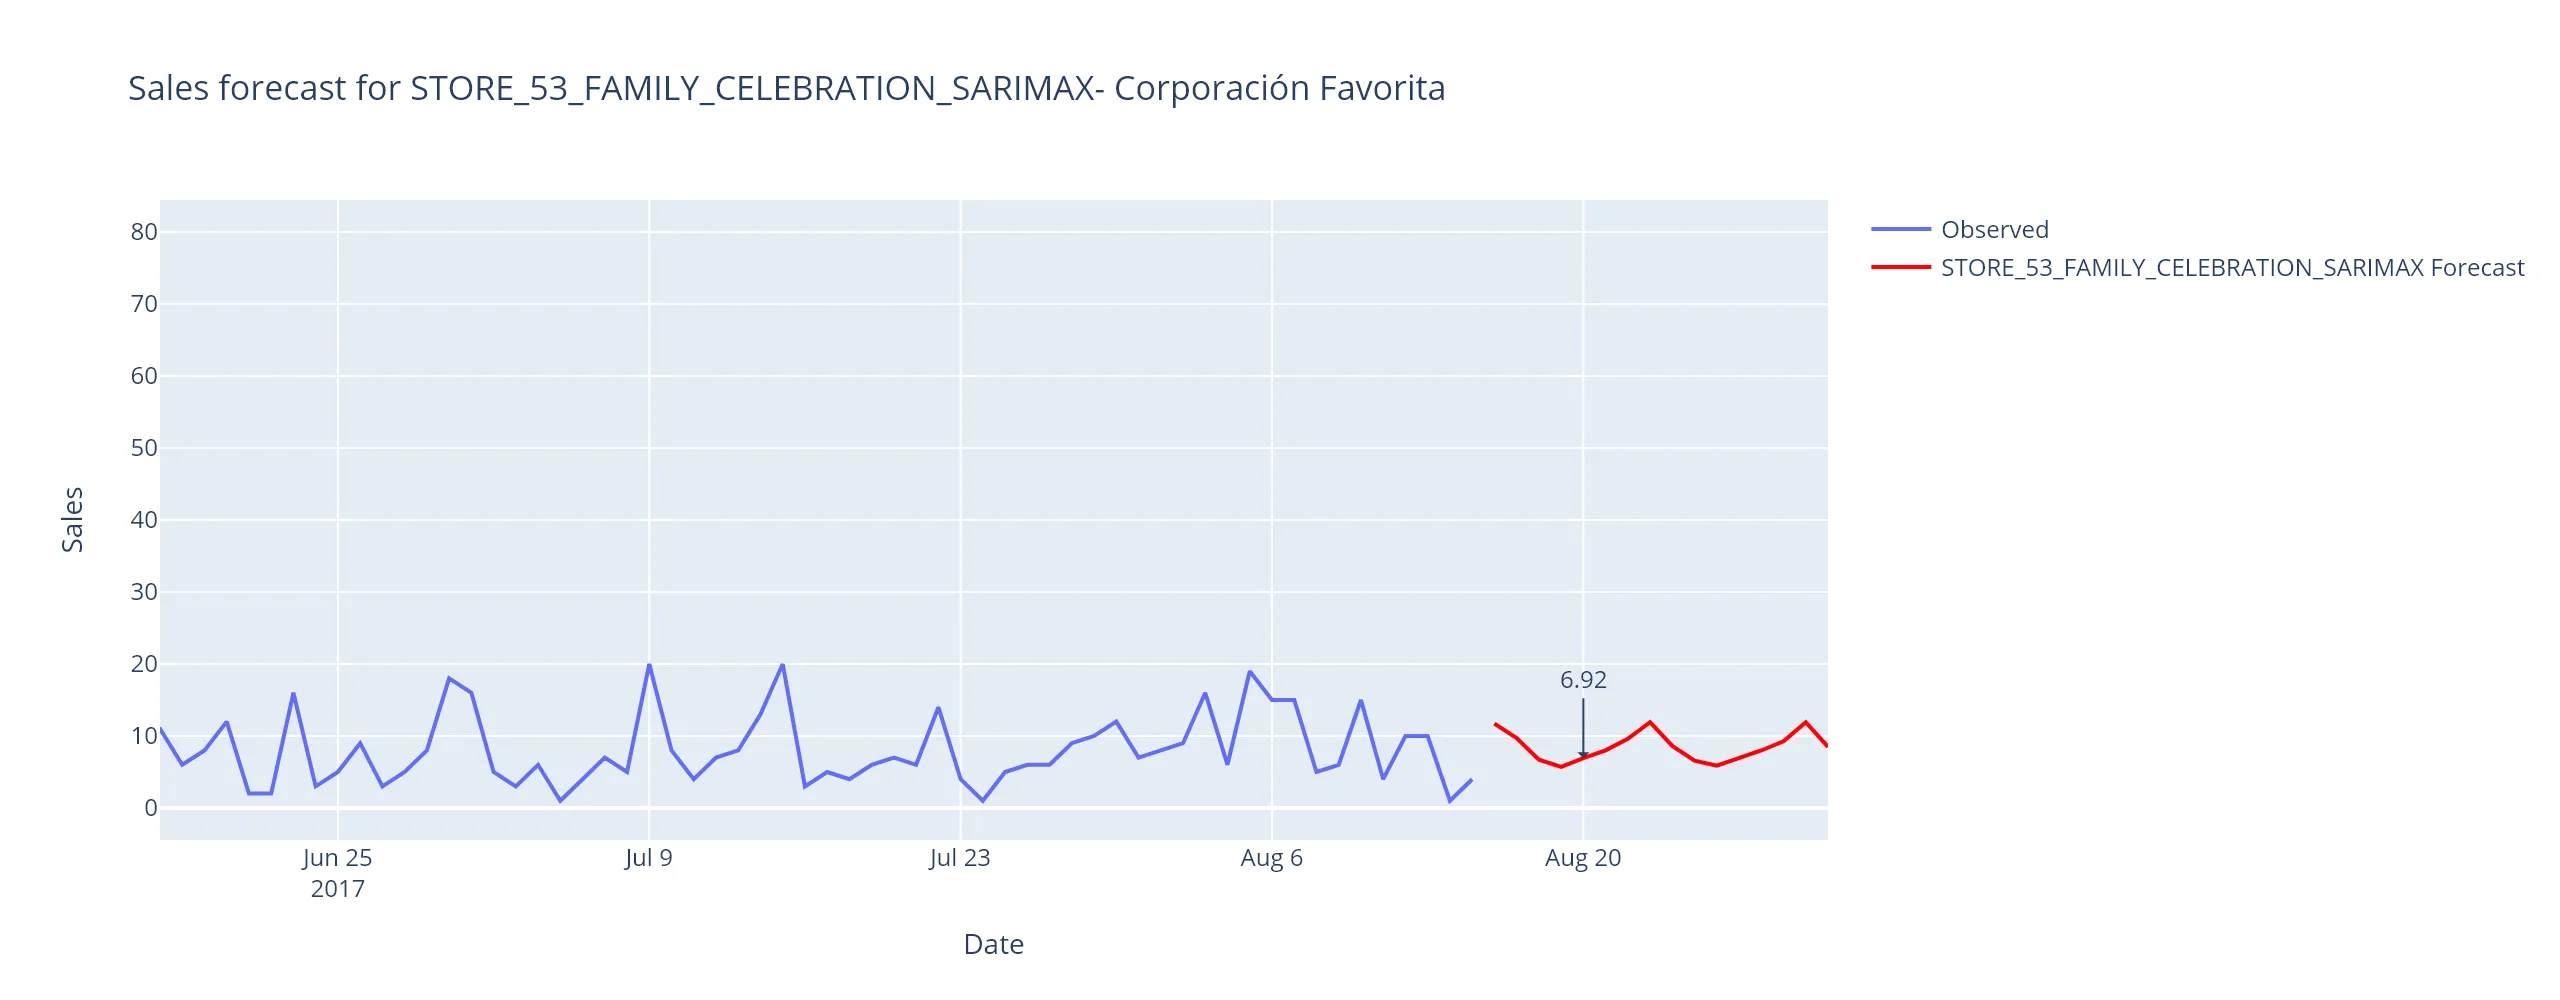 Sales forecast for STORE_53_FAMILY_CELEBRATION_SARIMAX- Corporación Favorita
Observed
STORE_53_FAMILY_CELEBRATION_SARIMAX Forecast
80
70
60
50
40
30
20
10
0
Sales
6.92
Jun 25
2017
Jul 9
Jul 23
Aug 6
Aug 20
Date